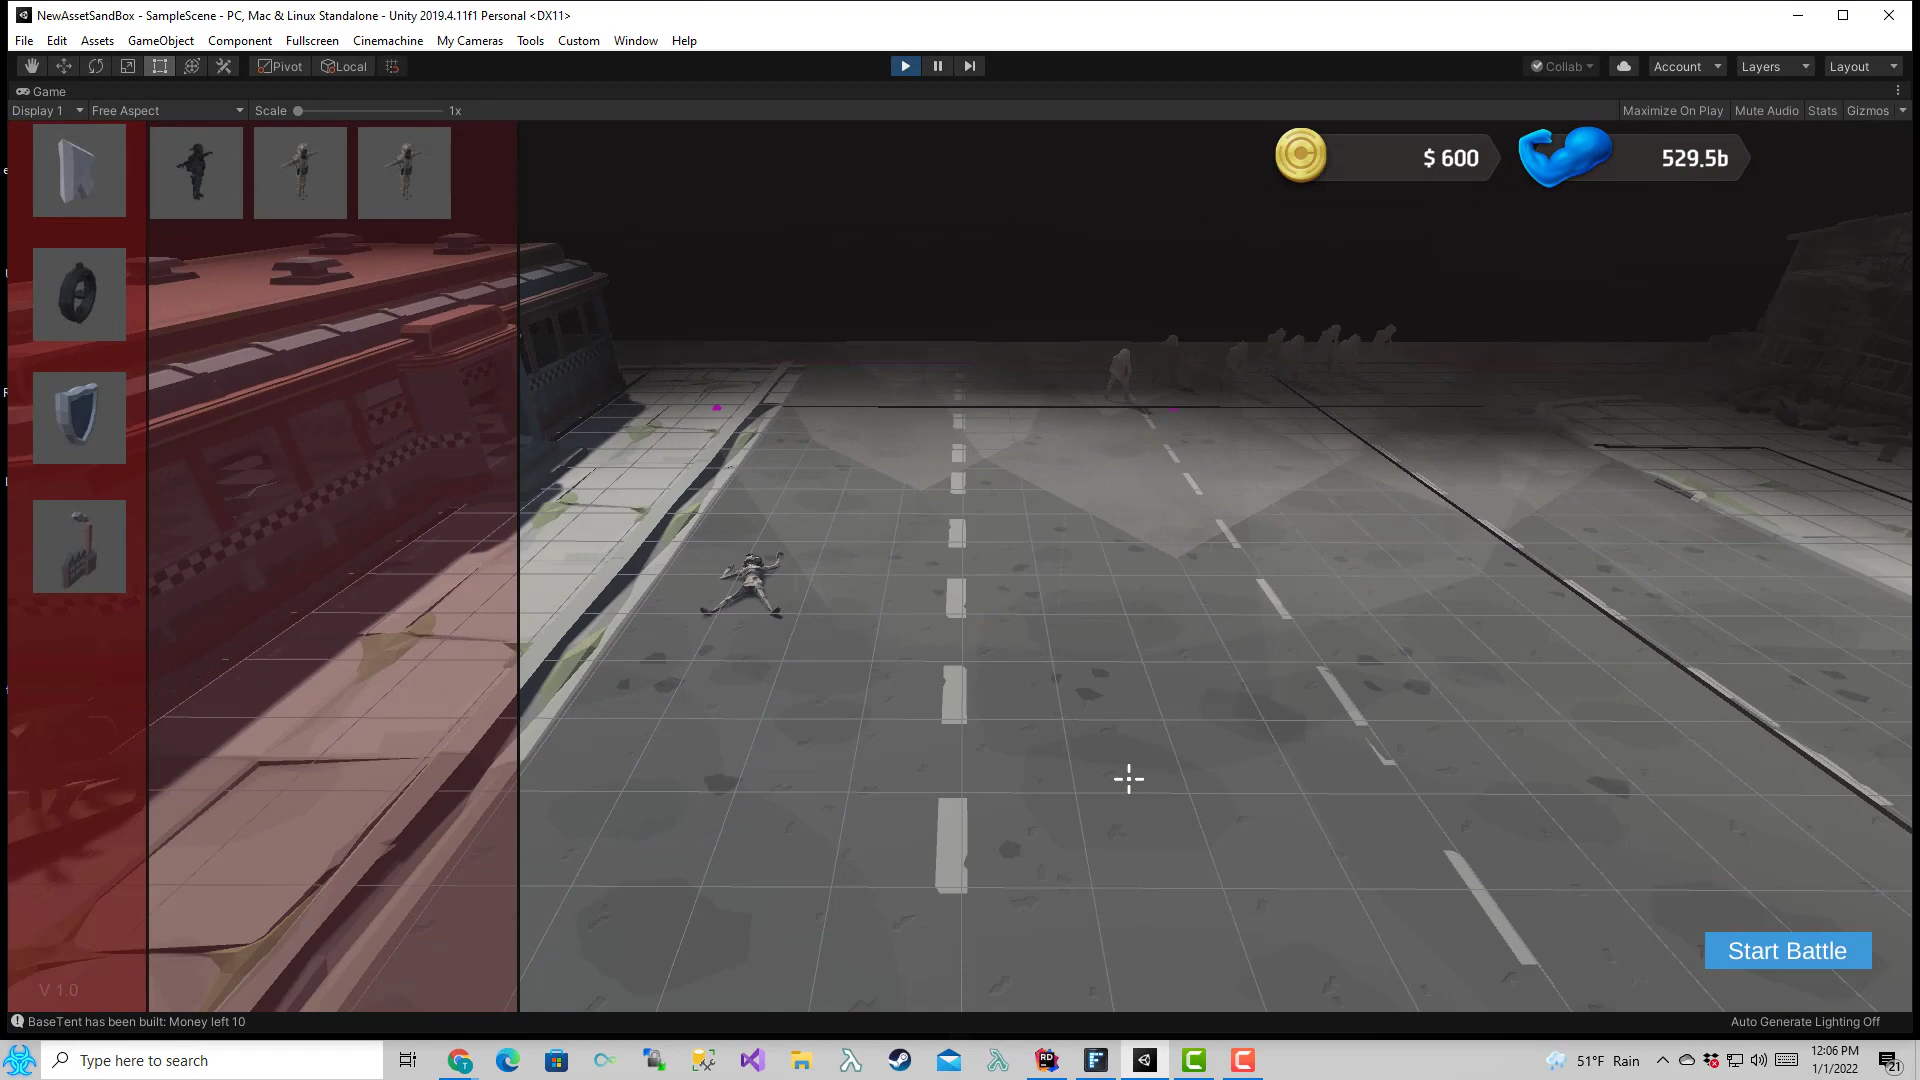 NewAssetSandBox - SampleScene - PC, Mac & Linux Standalone - Unity 2019.4.11f1 Personal <DX11>
File Edit Assets GameObject Component Fullscreen Cinemachine My Cameras Tools Custom Window Help
Pivot Local Collab Account Layers Layout
Game
Display 1 Free Aspect Scale 1x Maximize On Play Mute Audio Stats Gizmos
$ 600 529.5b
Start Battle
V 1.0
BaseTent has been built: Money left 10 Auto Generate Lighting Off
Type here to search 51°F Rain 12:06 PM
1/1/2022 21